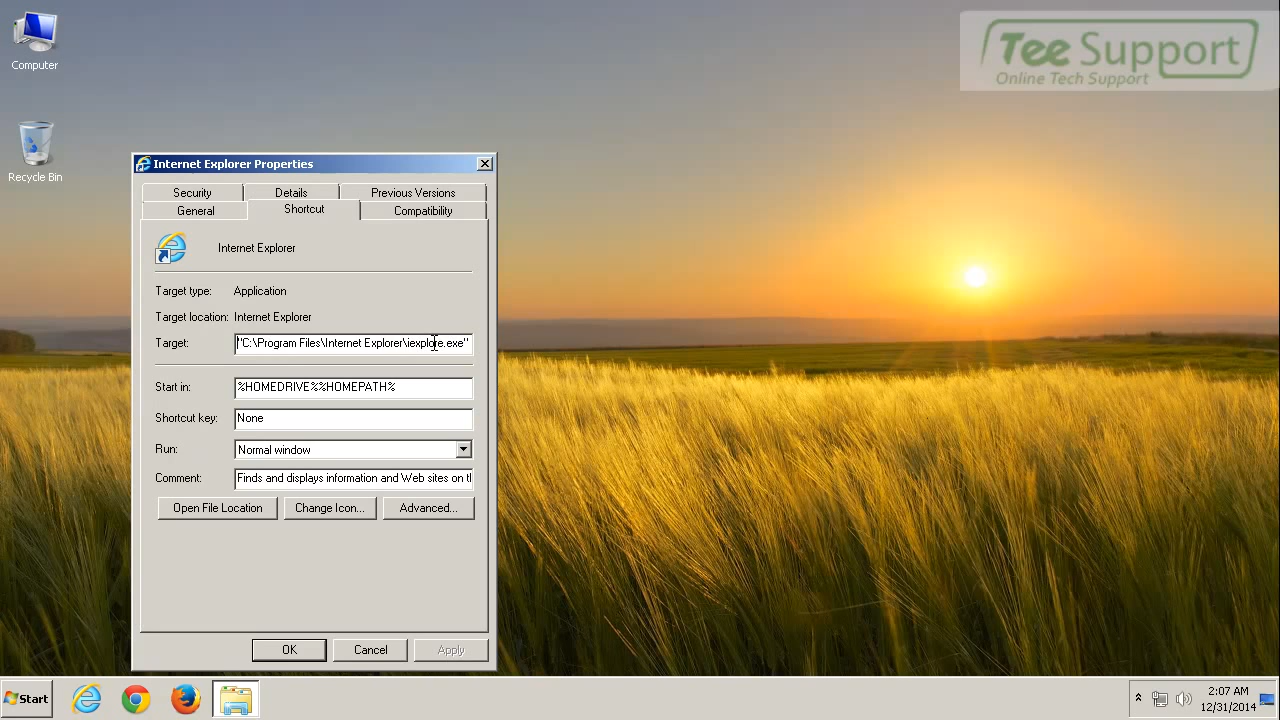 Computer
Recycle Bin
Tee Support
Online Tech Support
Internet Explorer Properties
Security Details Previous Versions
General Shortcut Compatibility
Internet Explorer
Target type: Application
Target location: Internet Explorer
Target: "C:\Program Files\Internet Explorer\iexplore.exe"
Start in: %HOMEDRIVE%%HOMEPATH%
Shortcut key: None
Run: Normal window
Comment: Finds and displays information and Web sites on
Open File Location Change Icon... Advanced...
OK Cancel Apply
Start
2:07 AM
12/31/2014